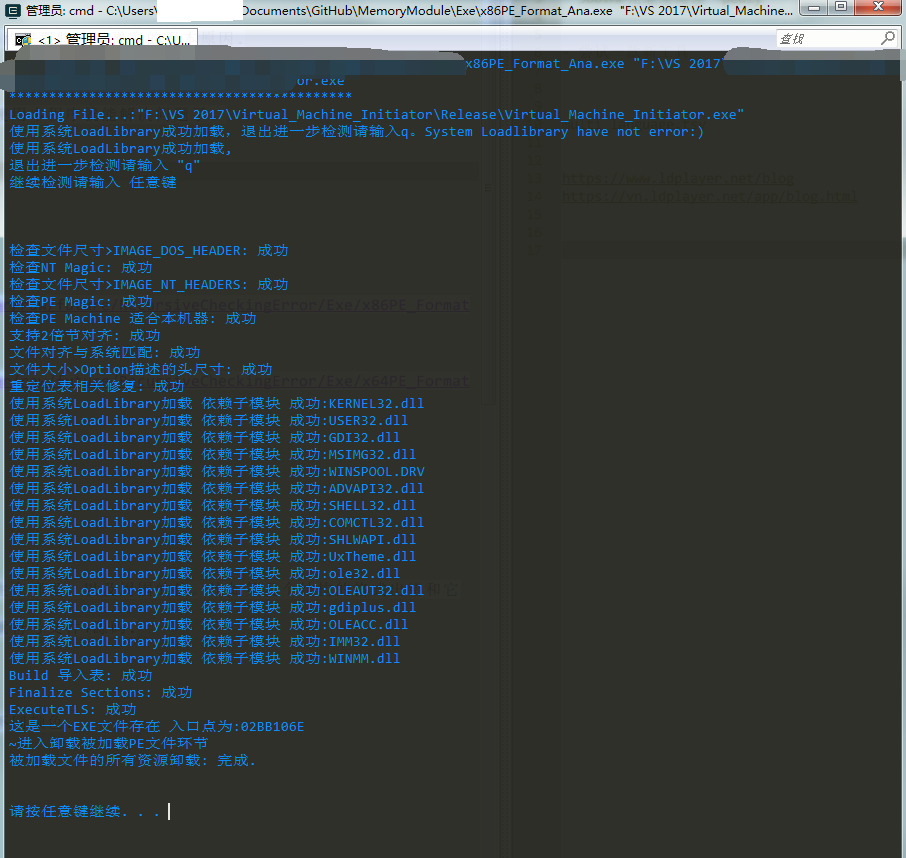 管理员: cmd - C:\Users\ Documents\GitHub\MemoryModule\Exe\x86PE_Format_Ana.exe "F:\VS 2017\Virtual_Machine...
<1> 管理员: cmd - C:\U...
查找
x86PE_Format_Ana.exe "F:\VS 2017
or.exe
*******************************************
Loading File...:"F:\VS 2017\Virtual_Machine_Initiator\Release\Virtual_Machine_Initiator.exe"
使用系统LoadLibrary成功加载, 退出进一步检测请输入q。System Loadlibrary have not error:)
使用系统LoadLibrary成功加载,
退出进一步检测请输入 "q"
继续检测请输入 任意键
https://www.ldplayer.net/blog
https://vn.ldplayer.net/app/blog.html
检查文件尺寸>IMAGE_DOS_HEADER: 成功
检查NT Magic: 成功
检查文件尺寸>IMAGE_NT_HEADERS: 成功
检查PE Magic: 成功
检查PE Machine 适合本机器: 成功
支持2倍节对齐: 成功
文件对齐与系统匹配: 成功
文件大小>Option描述的头尺寸: 成功
重定位表相关修复: 成功
使用系统LoadLibrary加载 依赖子模块 成功:KERNEL32.dll
使用系统LoadLibrary加载 依赖子模块 成功:USER32.dll
使用系统LoadLibrary加载 依赖子模块 成功:GDI32.dll
使用系统LoadLibrary加载 依赖子模块 成功:MSIMG32.dll
使用系统LoadLibrary加载 依赖子模块 成功:WINSPOOL.DRV
使用系统LoadLibrary加载 依赖子模块 成功:ADVAPI32.dll
使用系统LoadLibrary加载 依赖子模块 成功:SHELL32.dll
使用系统LoadLibrary加载 依赖子模块 成功:COMCTL32.dll
使用系统LoadLibrary加载 依赖子模块 成功:SHLWAPI.dll
使用系统LoadLibrary加载 依赖子模块 成功:UxTheme.dll
使用系统LoadLibrary加载 依赖子模块 成功:ole32.dll
使用系统LoadLibrary加载 依赖子模块 成功:OLEAUT32.dll
使用系统LoadLibrary加载 依赖子模块 成功:gdiplus.dll
使用系统LoadLibrary加载 依赖子模块 成功:OLEACC.dll
使用系统LoadLibrary加载 依赖子模块 成功:IMM32.dll
使用系统LoadLibrary加载 依赖子模块 成功:WINMM.dll
Build 导入表: 成功
Finalize Sections: 成功
ExecuteTLS: 成功
这是一个EXE文件存在 入口点为:02BB106E
~进入卸载被加载PE文件环节
被加载文件的所有资源卸载: 完成.
请按任意键继续. . .